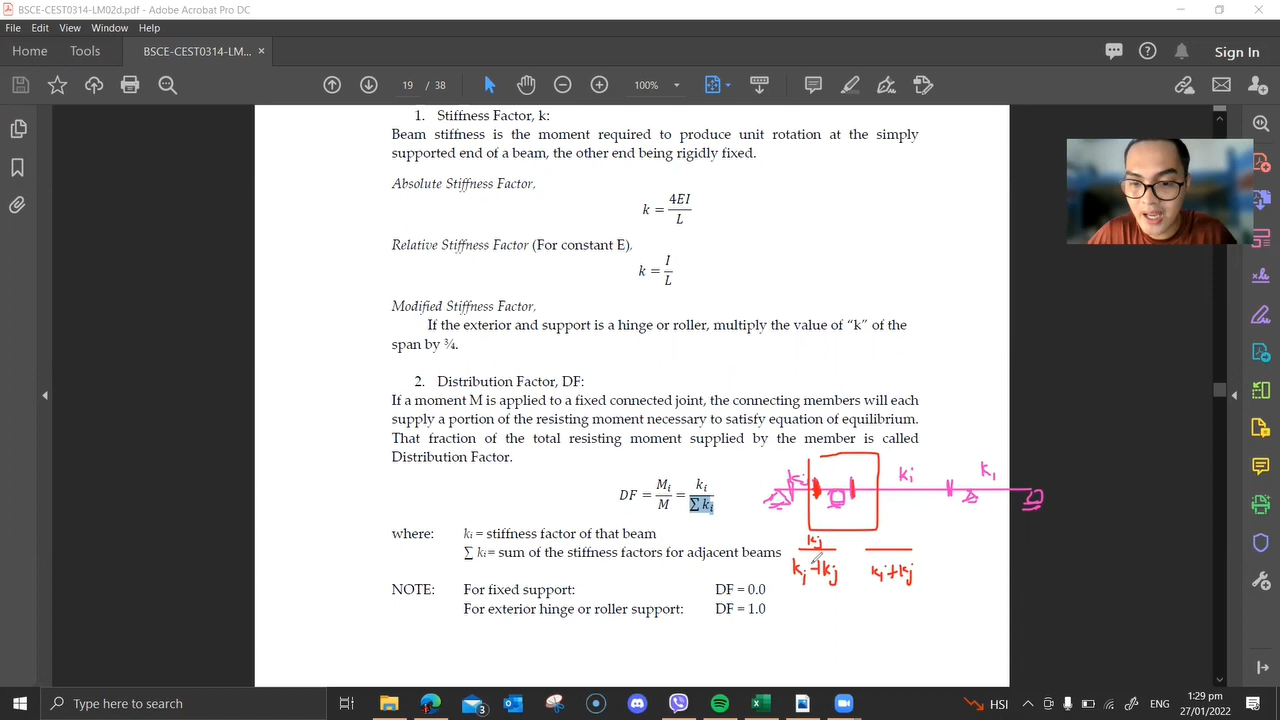 BSCE-CEST0314-LM02d.pdf - Adobe Acrobat Pro DC
File Edit View Window Help
Home Tools BSCE-CEST0314-LM... × Sign In
19 / 38 100%
1. Stiffness Factor, k:
Beam stiffness is the moment required to produce unit rotation at the simply
supported end of a beam, the other end being rigidly fixed.
Absolute Stiffness Factor,
k = 4EI / L
Relative Stiffness Factor (For constant E),
k = I / L
Modified Stiffness Factor,
If the exterior and support is a hinge or roller, multiply the value of "k" of the
span by ¾.
2. Distribution Factor, DF:
If a moment M is applied to a fixed connected joint, the connecting members will each
supply a portion of the resisting moment necessary to satisfy equation of equilibrium.
That fraction of the total resisting moment supplied by the member is called
Distribution Factor.
kj ki k1
DF = Mi / M = ki / ∑ ki
where: ki = stiffness factor of that beam
kj
∑ ki= sum of the stiffness factors for adjacent beams
ki+kj ki+kj
NOTE: For fixed support: DF = 0.0
For exterior hinge or roller support: DF = 1.0
Type here to search
3
HSI
ENG
1:29 pm
27/01/2022